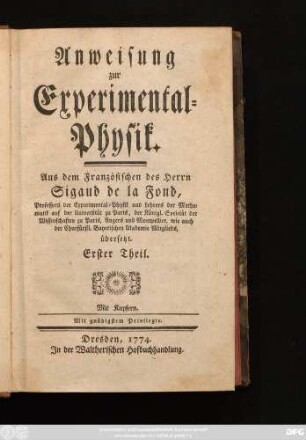 Anweisung
zur
Experimental-
Physik.
Aus dem Französischen des Herrn
Sigaud de la Fond,
Professors der Experimental-Physik und Lehrers der Mathe
matik auf der Universität zu Paris, der Königl. Societät der
Wissenschaften zu Paris, Angers und Montpellier, wie auch
der Churfürstl. Bayerischen Akademie Mitglieds,
übersetzt.
Erster Theil.
Mit Kupfern.
Mit gnädigstem Privilegio.
Dresden, 1774.
In der Waltherischen Hofbuchhandlung.